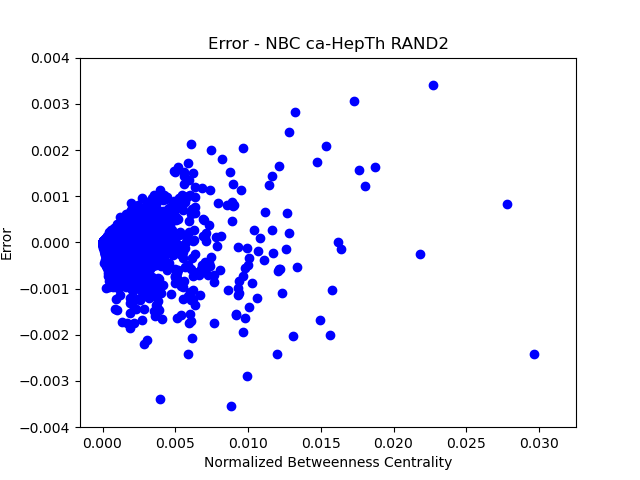 Error - NBC ca-HepTh RAND2
0.004
0.003
0.002
0.001
0.000
-0.001
-0.002
-0.003
-0.004
Error
0.000 0.005 0.010 0.015 0.020 0.025 0.030
Normalized Betweenness Centrality